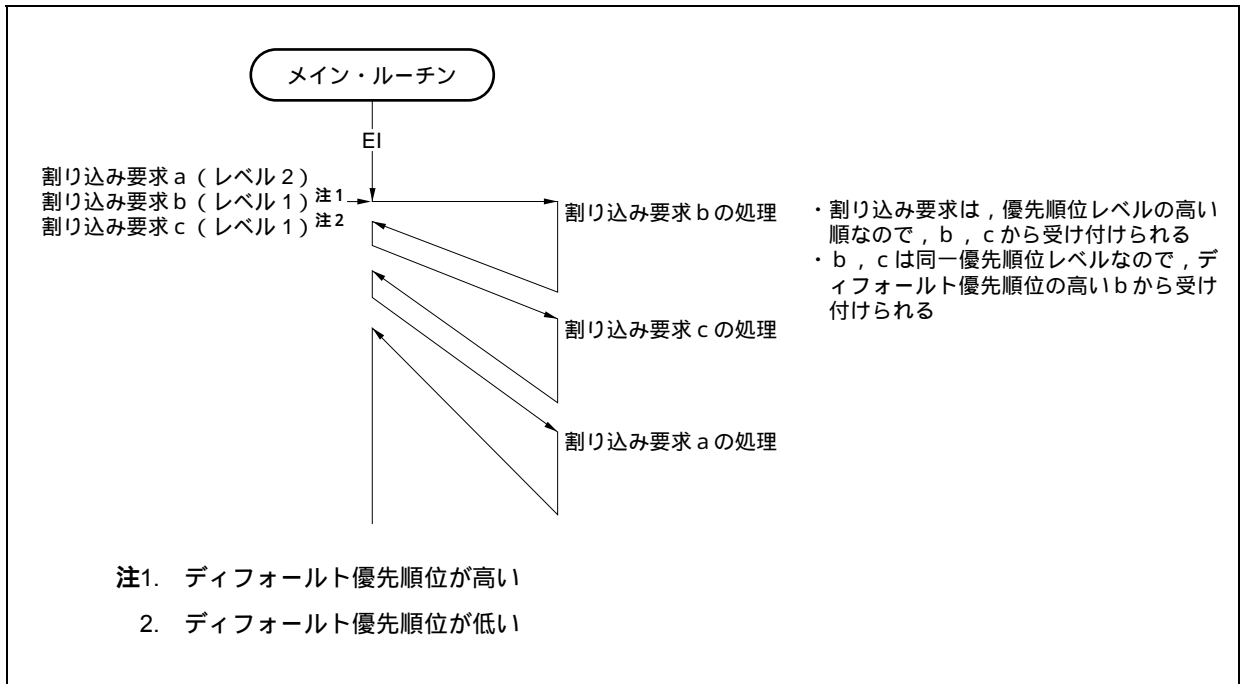 メイン・ルーチン
EI
割り込み要求a（レベル2）
割り込み要求b（レベル1）注1
割り込み要求c（レベル1）注2
割り込み要求bの処理
・割り込み要求は，優先順位レベルの高い
順なので，b，cから受け付けられる
・b，cは同一優先順位レベルなので，デ
ィフォールト優先順位の高いbから受け
付けられる
割り込み要求cの処理
割り込み要求aの処理
注1. ディフォールト優先順位が高い
2. ディフォールト優先順位が低い